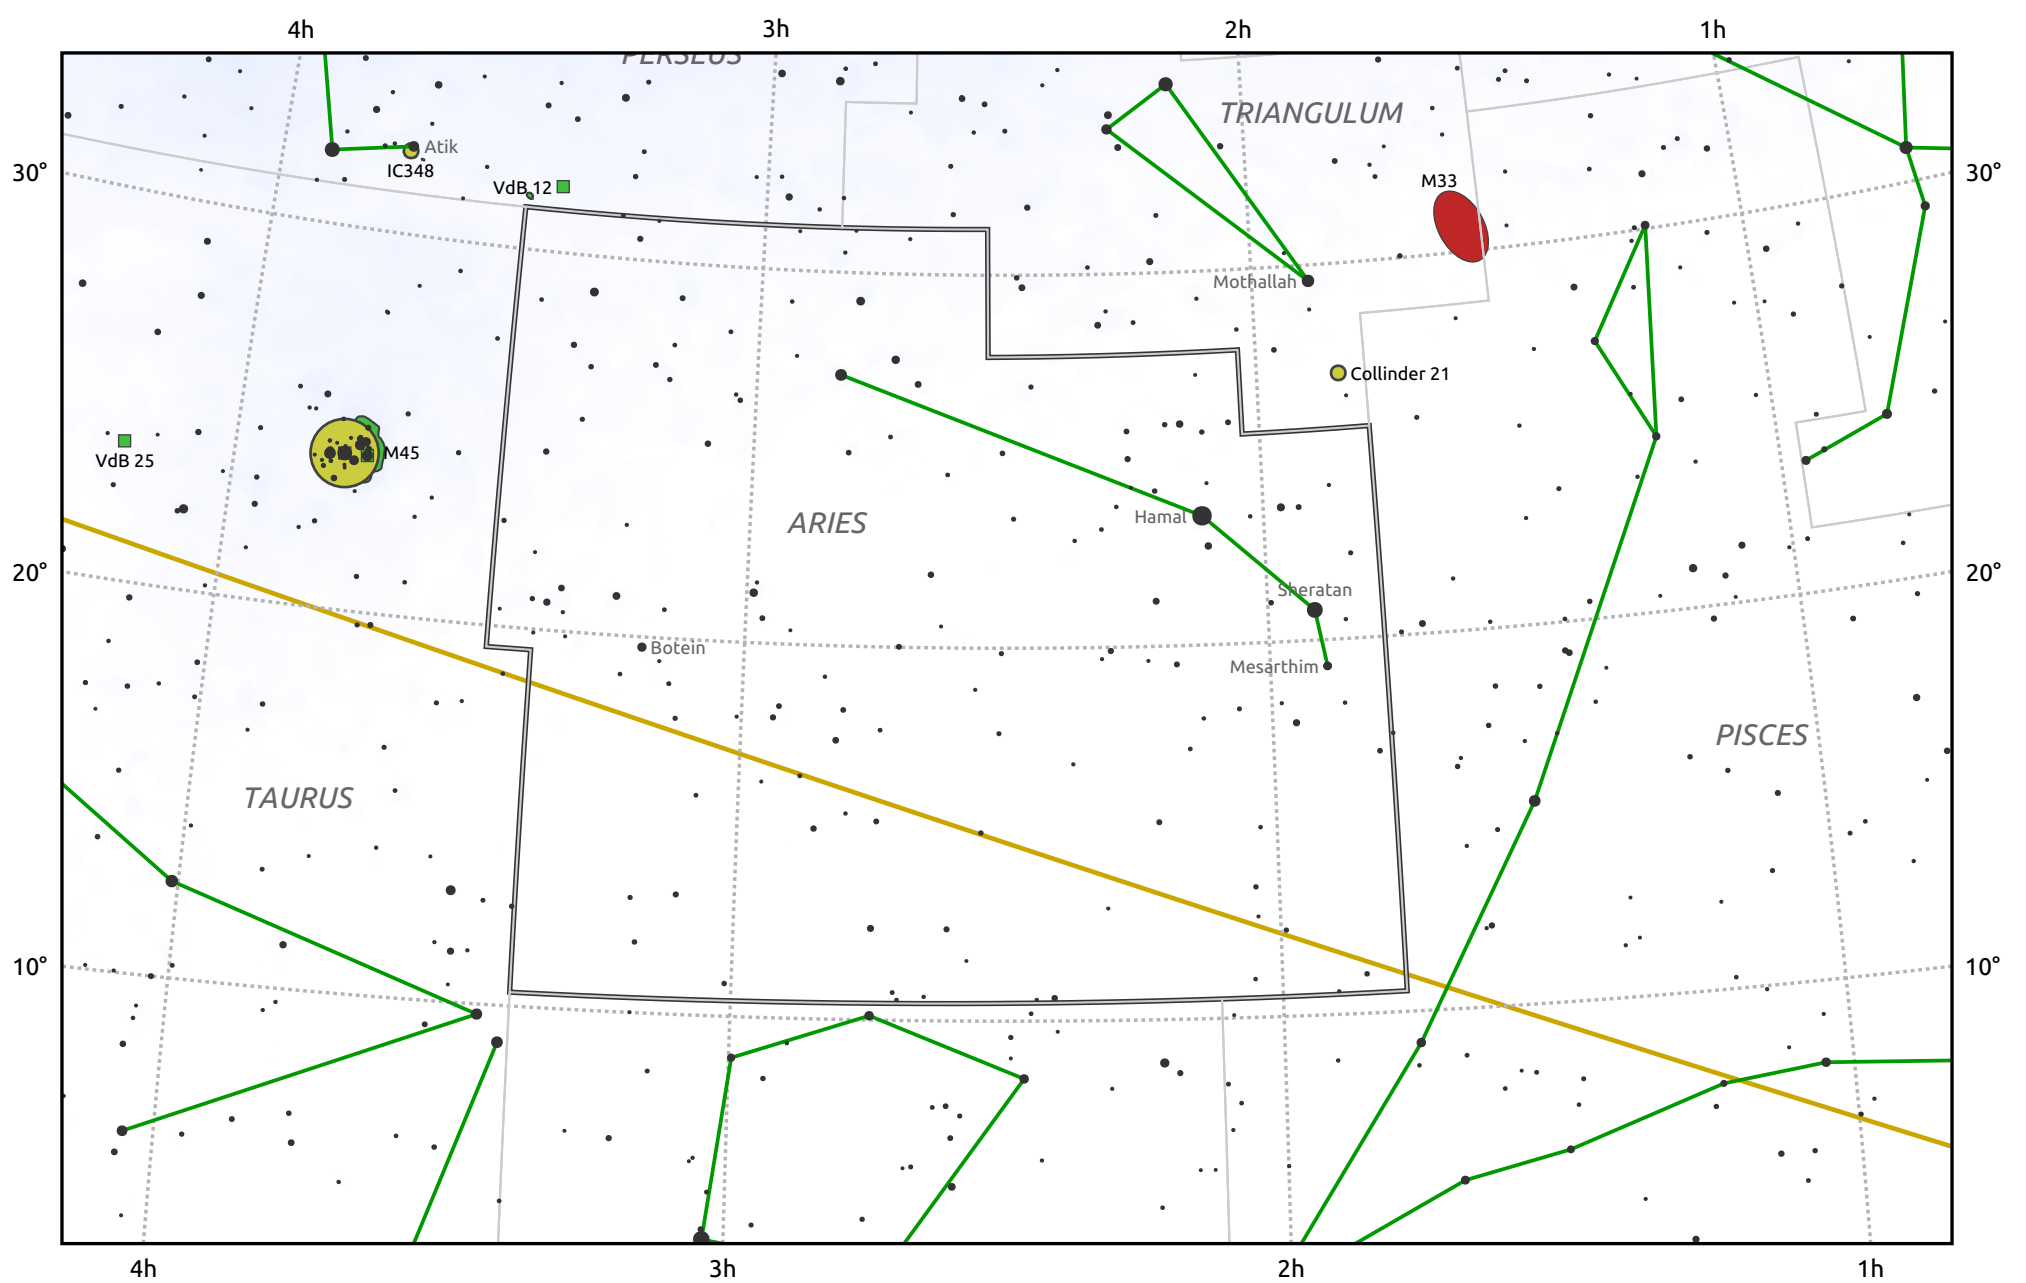 4h
3h
2h
1h
PERSEUS
TRIANGULUM
Atik
IC348
30°
30°
VdB 12
M33
Mothallah
Collinder 21
M45
VdB 25
ARIES
Hamal
20°
20°
Sheratan
Botein
Mesarthim
PISCES
TAURUS
10°
10°
4h
3h
2h
1h